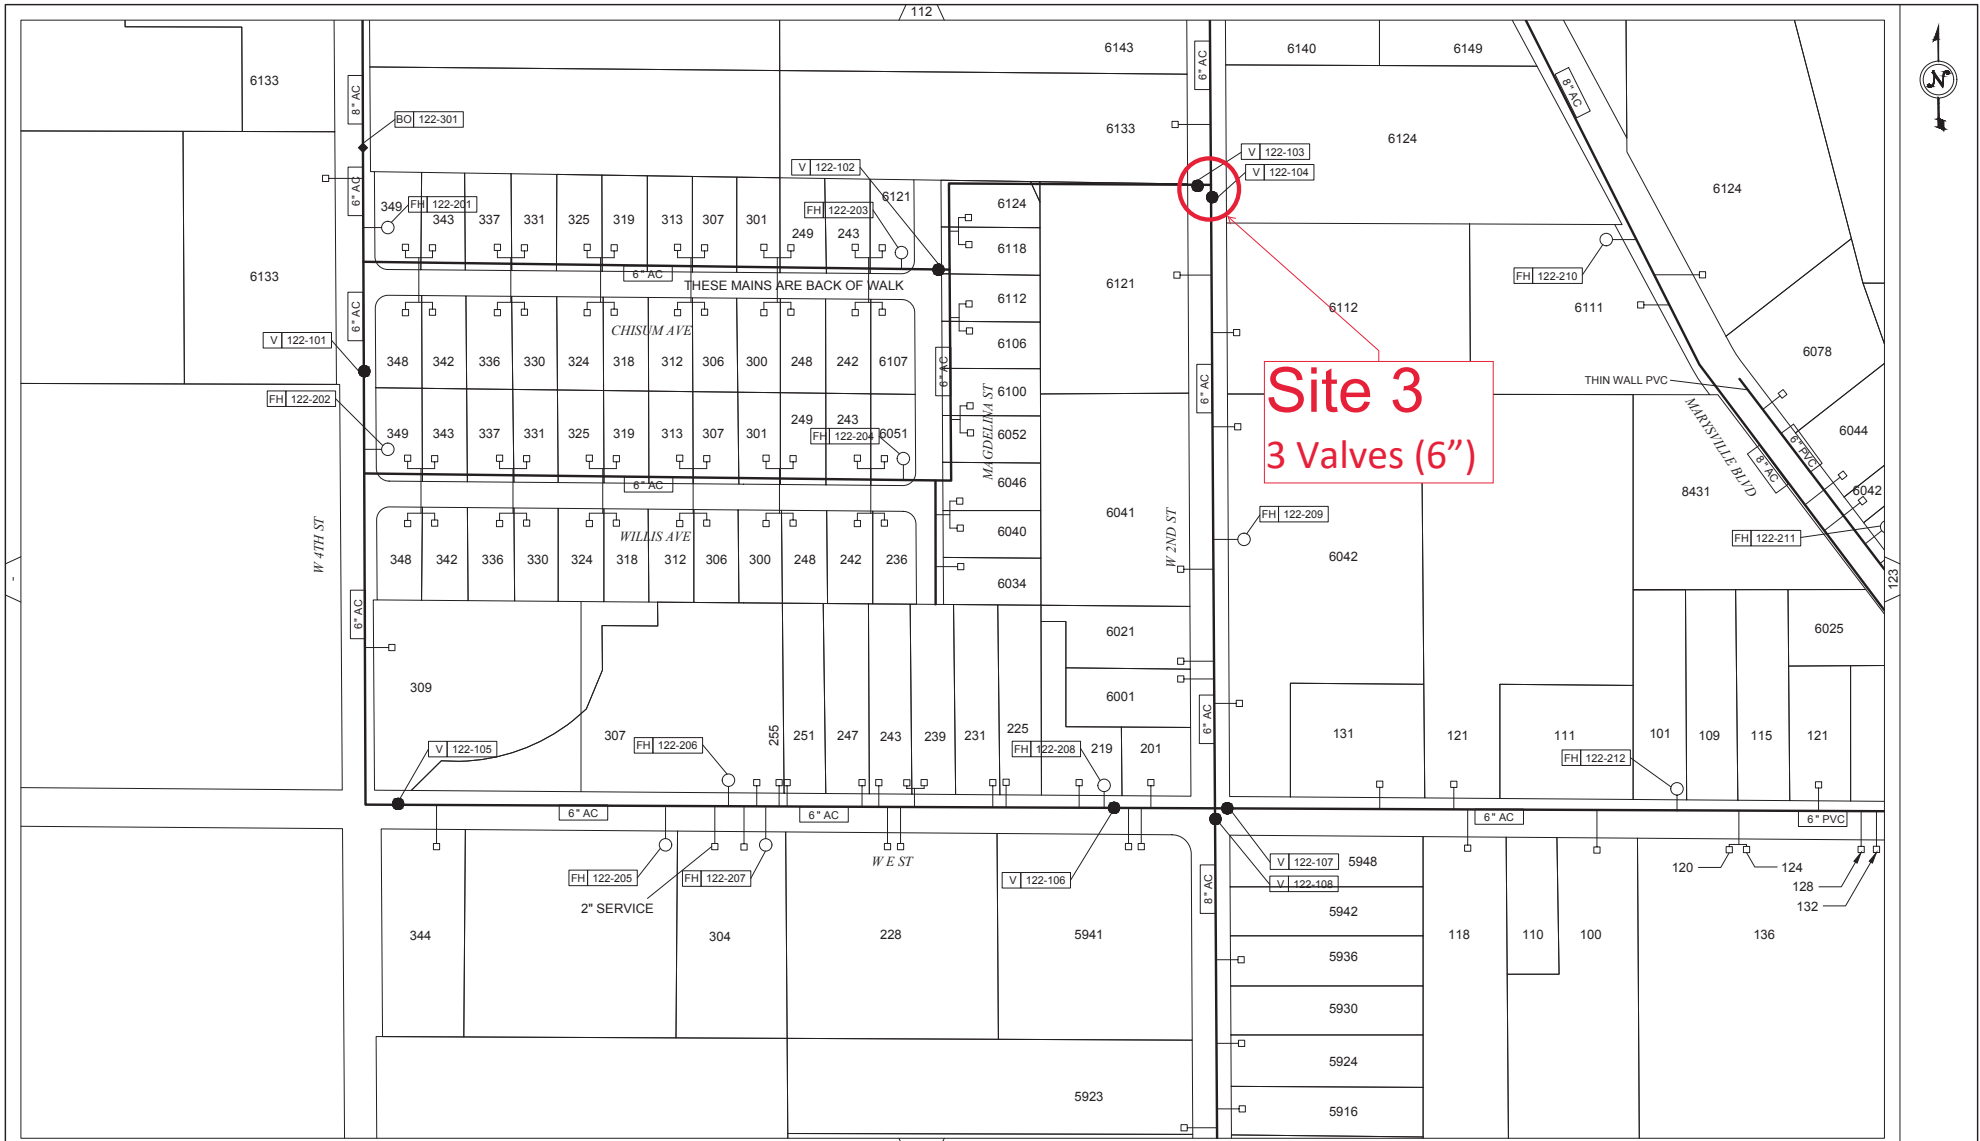 112
6143
6140
6149
6133
8" AC
6" AC
8" AC
N
BO 122-301
6133
6124
V 122-103
V 122-102
V 122-104
6" AC
6124
349
FH 122-201
343
337
331
325
319
313
307
301
249
243
FH 122-203
6121
6124
6118
6133
6" AC
THESE MAINS ARE BACK OF WALK
6121
FH 122-210
6112
6111
6112
6" AC
CHISUM AVE
V 122-101
348
342
336
330
324
318
312
306
300
248
242
6107
6106
6078
6" AC
6" AC
Site 3
3 Valves (6”)
THIN WALL PVC
FH 122-202
6100
MAGDELINA ST
MARYSVILLE BLVD
349
343
337
331
325
319
313
307
301
249
243
FH 122-204
6051
6052
6044
6" PVC
8" AC
6" AC
6046
8431
6042
W 4TH ST
WILLIS AVE
6041
W 2ND ST
FH 122-209
6040
FH 122-211
348
342
336
330
324
318
312
306
300
248
242
236
6042
6034
-
123
6" AC
6021
6025
309
6001
6" AC
307
255
251
247
243
239
231
225
219
201
131
121
111
101
109
115
121
V 122-105
FH 122-206
FH 122-208
FH 122-212
6" AC
6" AC
6" AC
6" PVC
W E ST
V 122-107
5948
120
124
FH 122-205
FH 122-207
V 122-106
V 122-108
8" AC
128
2" SERVICE
132
344
304
228
5941
5942
118
110
100
136
5936
5930
5924
5923
5916